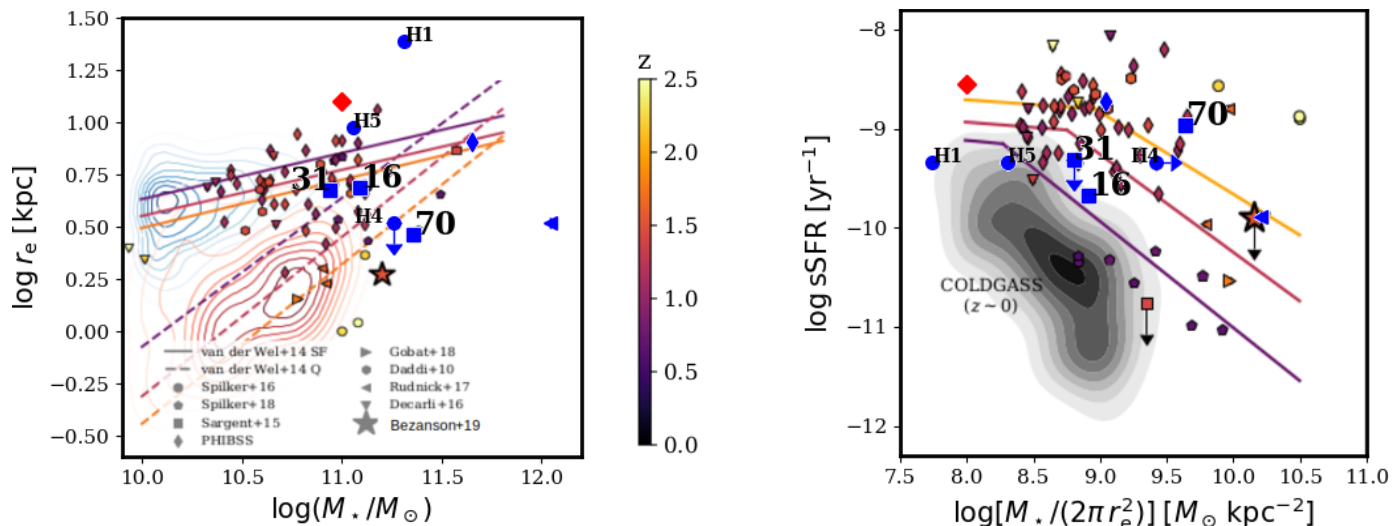 1.50
1.25
1.00
0.75
0.50
0.25
0.00
−0.25
−0.50
log rₑ [kpc]
H1
H5
31
16
H4
70
van der Wel+14 SF
van der Wel+14 Q
Spilker+16
Spilker+18
Sargent+15
PHIBSS
Gobat+18
Daddi+10
Rudnick+17
Decarli+16
Bezanson+19
10.0 10.5 11.0 11.5 12.0
log(M⋆/M⊙)
z
2.5
2.0
1.5
1.0
0.5
0.0
−8
−9
−10
−11
−12
log sSFR [yr⁻¹]
70
H1
H5
31
H4
16
COLDGASS
(z ~ 0)
7.5 8.0 8.5 9.0 9.5 10.0 10.5 11.0
log[M⋆/(2π rₑ²)] [M⊙ kpc⁻²]